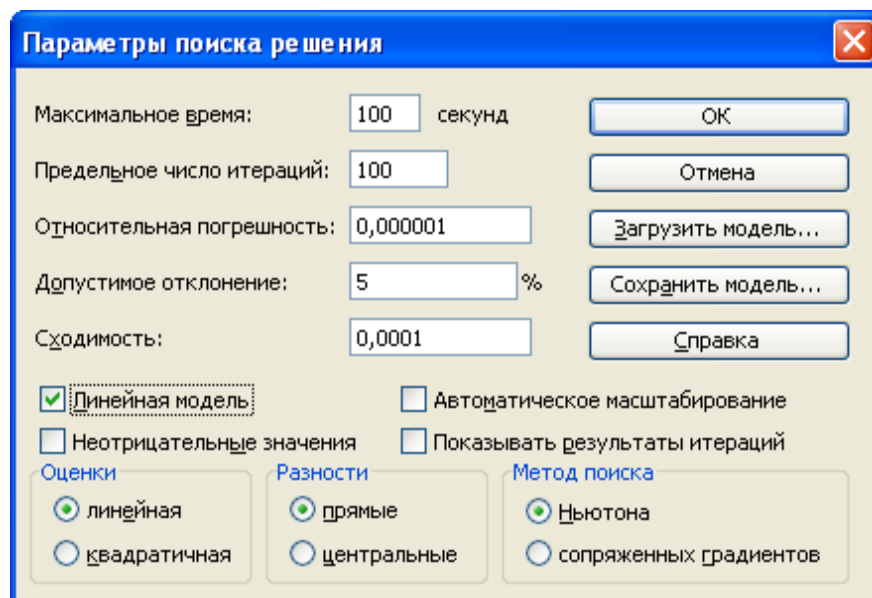 Параметры поиска решения
Максимальное время: 100 секунд OK
Предельное число итераций: 100 Отмена
Относительная погрешность: 0,000001 Загрузить модель...
Допустимое отклонение: 5 % Сохранить модель...
Сходимость: 0,0001 Справка
Линейная модель Автоматическое масштабирование
Неотрицательные значения Показывать результаты итераций
Оценки Разности Метод поиска
линейная прямые Ньютона
квадратичная центральные сопряженных градиентов